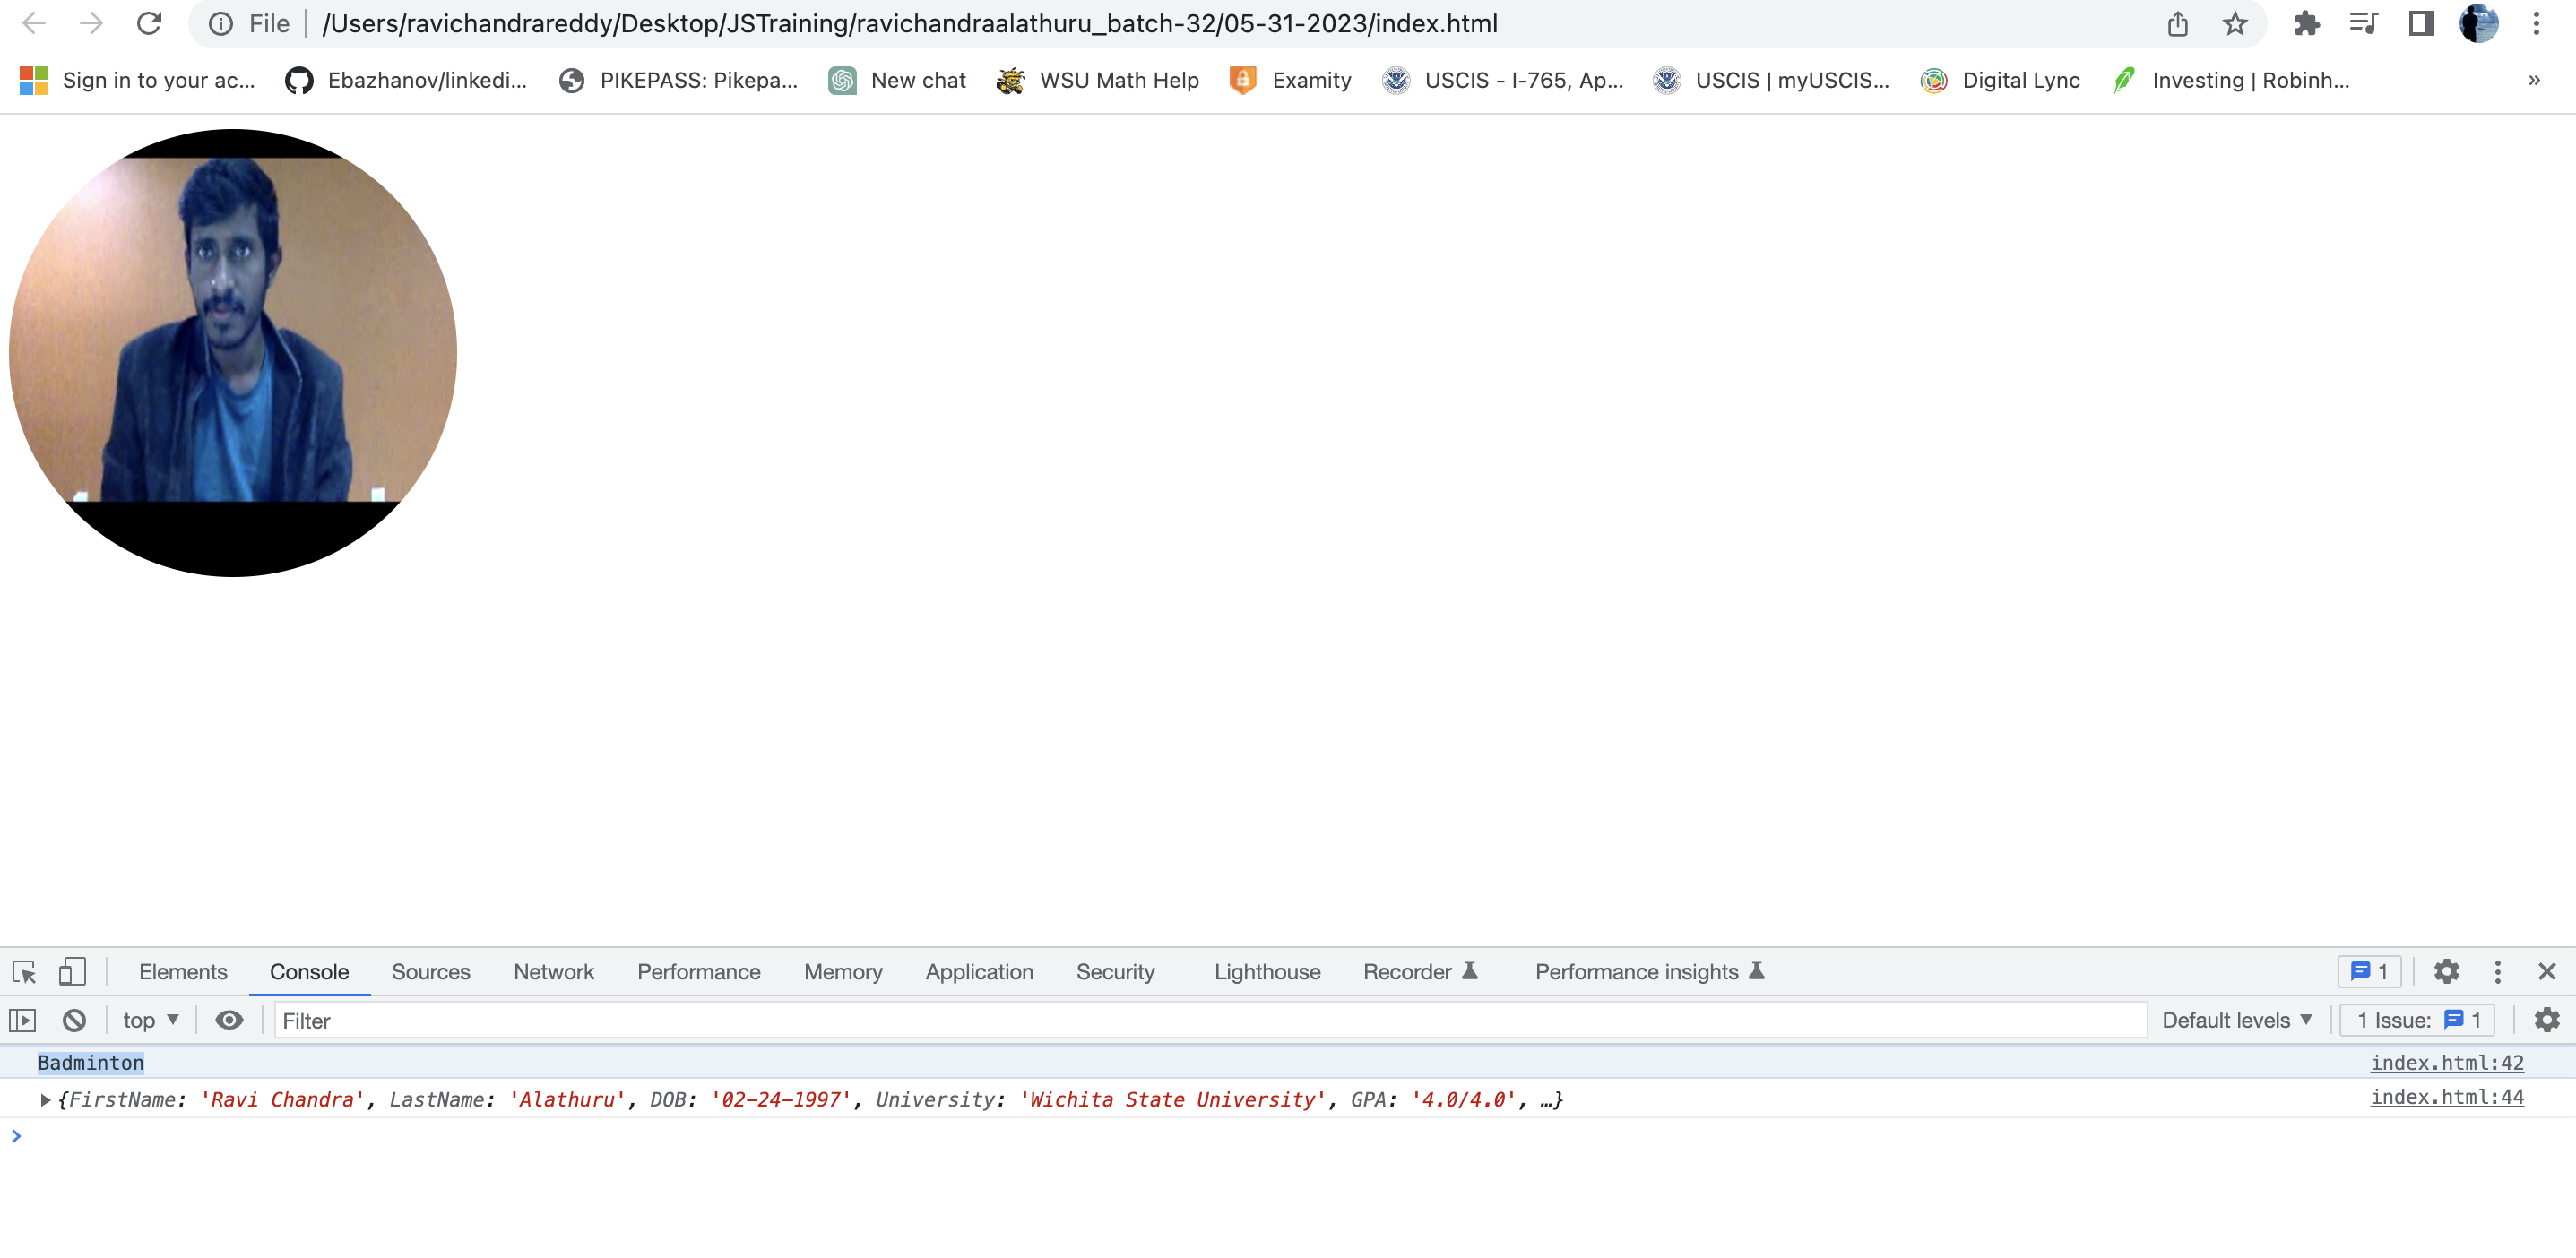 File /Users/ravichandrareddy/Desktop/JSTraining/ravichandraalathuru_batch-32/05-31-2023/index.html
Sign in to your ac... Ebazhanov/linkedi... PIKEPASS: Pikepa... New chat WSU Math Help Examity USCIS - I-765, Ap... USCIS | myUSCIS... Digital Lync Investing | Robinh... »
Elements Console Sources Network Performance Memory Application Security Lighthouse Recorder Performance insights 1
top Filter Default levels 1 Issue: 1
Badminton index.html:42
{FirstName: 'Ravi Chandra', LastName: 'Alathuru', DOB: '02-24-1997', University: 'Wichita State University', GPA: '4.0/4.0', …} index.html:44